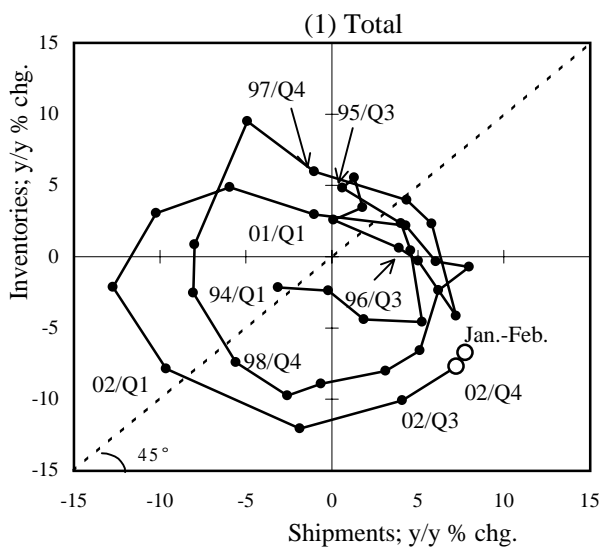 (1) Total
15
10
5
0
-5
-10
-15
Inventories; y/y % chg.
97/Q4
95/Q3
01/Q1
94/Q1
96/Q3
Jan.-Feb.
98/Q4
02/Q1
02/Q4
02/Q3
45°
-15
-10
-5
0
5
10
15
Shipments; y/y % chg.